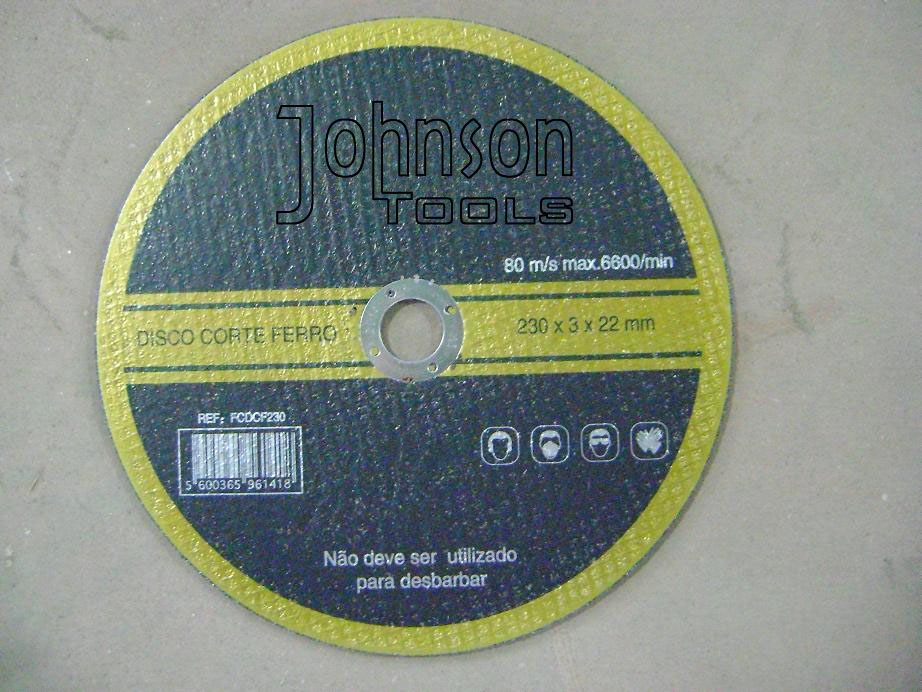 Johnson
TOOLS
80 m/s max.6600/min
DISCO CORTE FERRO
230 x 3 x 22 mm
REF: FCDCF230
5 600365 961418
Não deve ser utilizado
para desbarbar